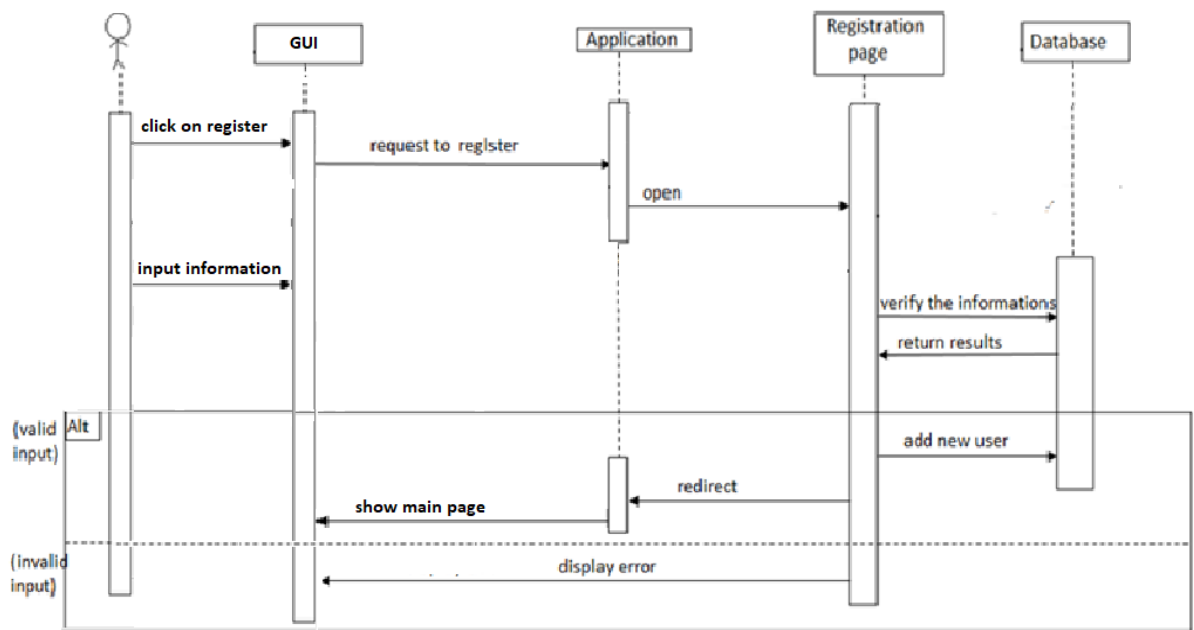 GUI
Application
Registration
page
Database
click on register
request to register
open
input information
verify the informations
return results
Alt
(valid
input)
add new user
redirect
show main page
(invalid
input)
display error